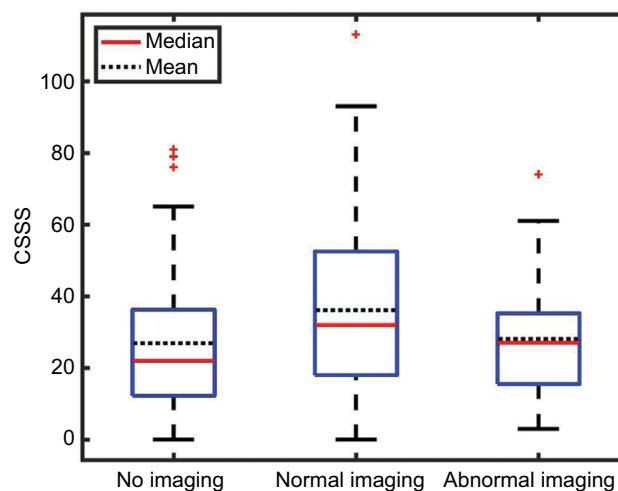 Median
Mean
100
80
60
40
20
0
CSSS
No imaging
Normal imaging
Abnormal imaging